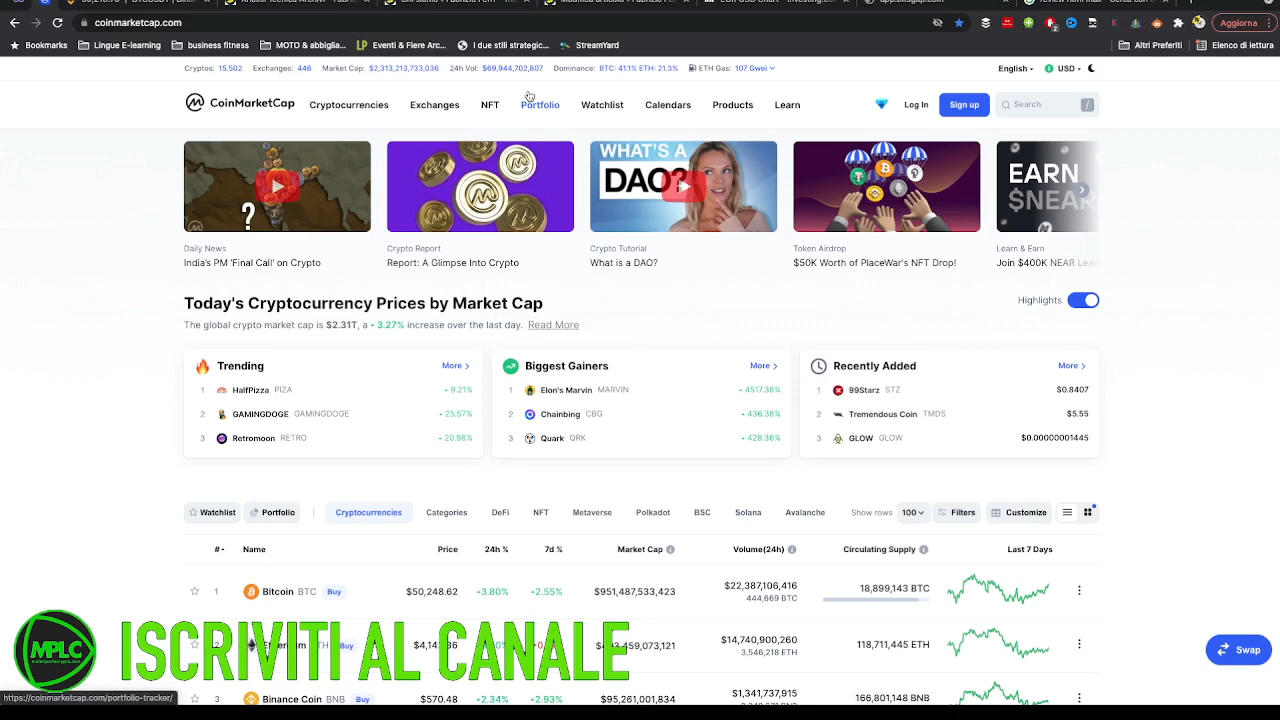 coinmarketcap.com
Aggiorna
Bookmarks Lingue E-learning business fitness MOTO & abbiglia... Eventi & Fiere Arc... I due stili strategic... StreamYard Altri Preferiti Elenco di lettura
Cryptos: 15.502 Exchanges: 446 Market Cap: $2,313,213,733,036 24h Vol: $69,944,702,807 Dominance: BTC: 41.1% ETH: 21.3% ETH Gas: 107 Gwei English USD
CoinMarketCap Cryptocurrencies Exchanges NFT Portfolio Watchlist Calendars Products Learn Log In Sign up Search /
?
WHAT'S A
DAO?
EARN
$NEAR
Daily News Crypto Report Crypto Tutorial Token Airdrop Learn & Earn
India's PM 'Final Call' on Crypto Report: A Glimpse Into Crypto What is a DAO? $50K Worth of PlaceWar's NFT Drop! Join $400K NEAR Lear
Today's Cryptocurrency Prices by Market Cap Highlights
The global crypto market cap is $2.31T, a 3.27% increase over the last day. Read More
Trending More Biggest Gainers More Recently Added More
1 HalfPizza PIZA 9.21% 1 Elon's Marvin MARVIN 4517.38% 1 99Starz STZ $0.8407
2 GAMINGDOGE GAMINGDOGE 25.57% 2 Chainbing CBG 436.38% 2 Tremendous Coin TMDS $5.55
3 Retromoon RETRO 20.98% 3 Quark QRK 428.36% 3 GLOW GLOW $0.00000001445
Watchlist Portfolio Cryptocurrencies Categories DeFi NFT Metaverse Polkadot BSC Solana Avalanche Show rows 100 Filters Customize
# Name Price 24h % 7d % Market Cap Volume(24h) Circulating Supply Last 7 Days
1 Bitcoin BTC Buy $50,248.62 3.80% 2.55% $951,487,533,423 $22,387,106,416 18,899,143 BTC
444,669 BTC
Buy $14,740,900,260 118,711,445 ETH
3,546,218 ETH
MPLC
ISCRIVITI AL CANALE
Swap
3 Binance Coin BNB Buy $570.48 2.34% 2.93% $95,261,001,834 $1,341,737,915 166,801,148 BNB
https://coinmarketcap.com/portfolio-tracker/